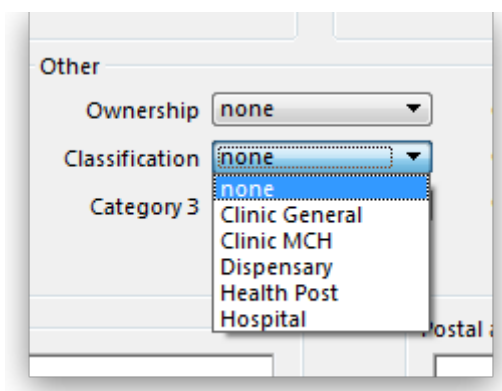 Other
Ownership none
Classification none
Category 3
none
Clinic General
Clinic MCH
Dispensary
Health Post
Hospital
Postal